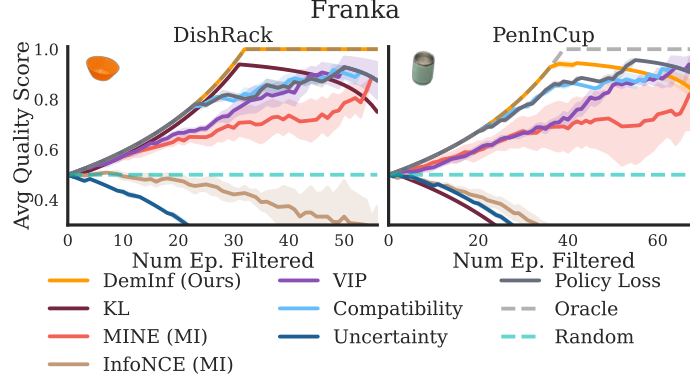 Franka
DishRack
PenInCup
Avg Quality Score
1.0
0.8
0.6
0.4
0 10 20 30 40 50
0 20 40 60
Num Ep. Filtered
Num Ep. Filtered
DemInf (Ours)
KL
MINE (MI)
InfoNCE (MI)
VIP
Compatibility
Uncertainty
Policy Loss
Oracle
Random